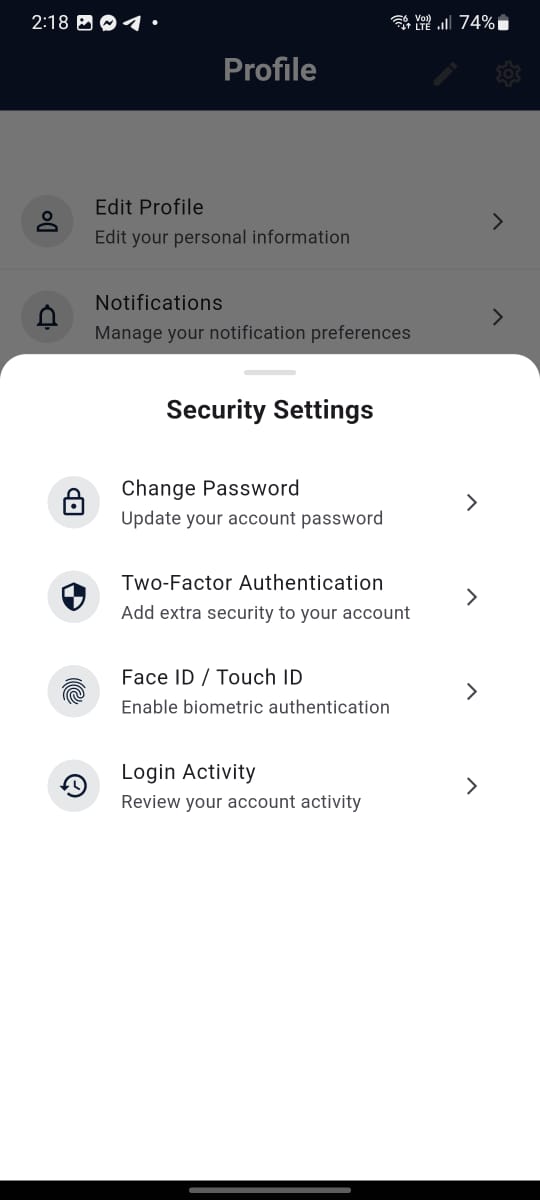 2:18
Vo))
LTE
74%
Profile
Edit Profile
Edit your personal information
Notifications
Manage your notification preferences
Security Settings
Change Password
Update your account password
Two-Factor Authentication
Add extra security to your account
Face ID / Touch ID
Enable biometric authentication
Login Activity
Review your account activity